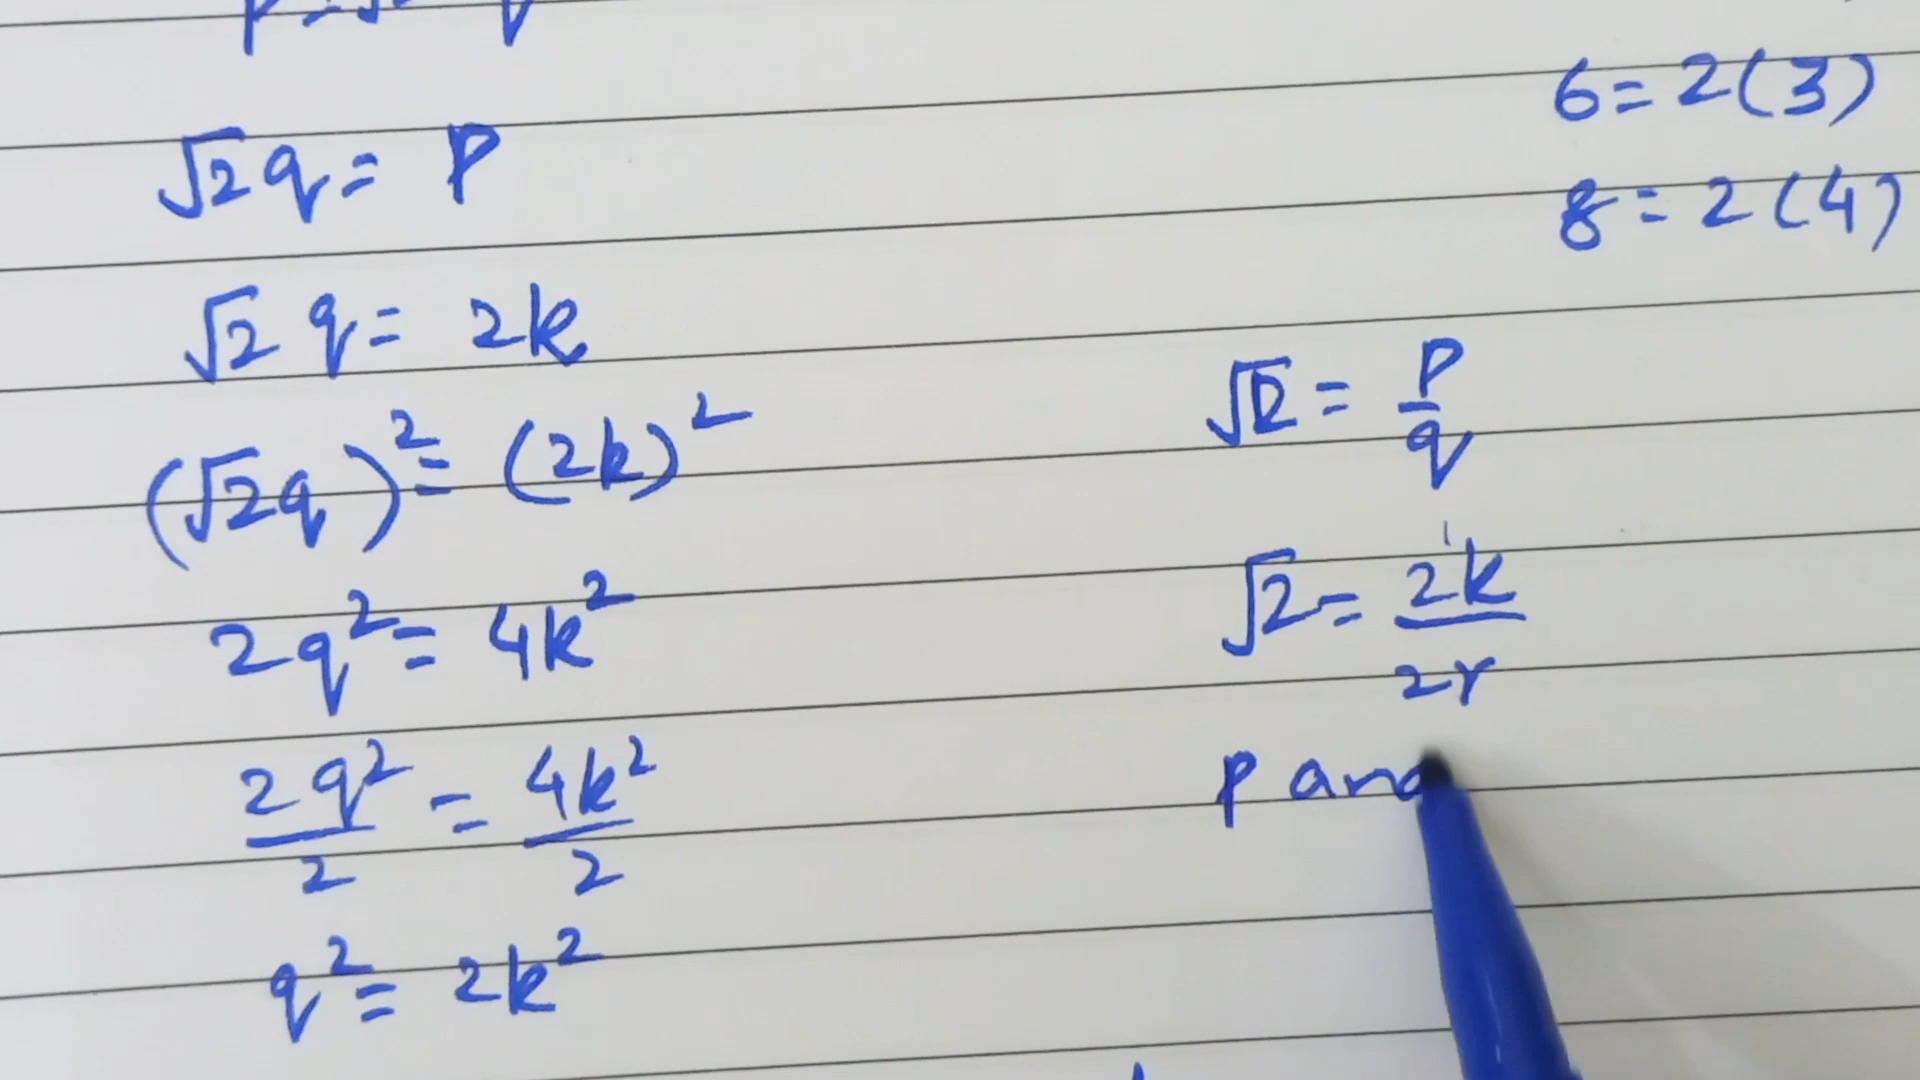 √2q = P
√2 q = 2k
(√2q)² = (2k)²
2q² = 4k²
2q²/2 = 4k²/2
q² = 2k²
6 = 2(3)
8 = 2(4)
√2 = P/q
√2 = 2k/2r
P and